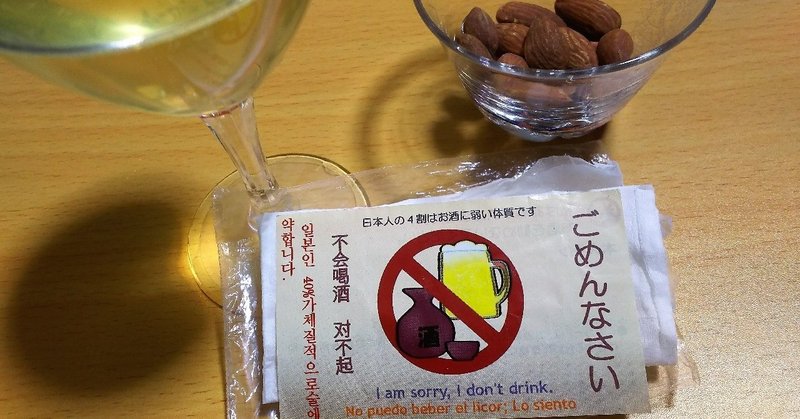 日本人の４割はお酒に弱い体質です
ごめんなさい
酒
不会喝酒 对不起
일본인 40%가체질적으로술에
약합니다.
I am sorry, I don't drink.
No puedo beber el licor; Lo siento